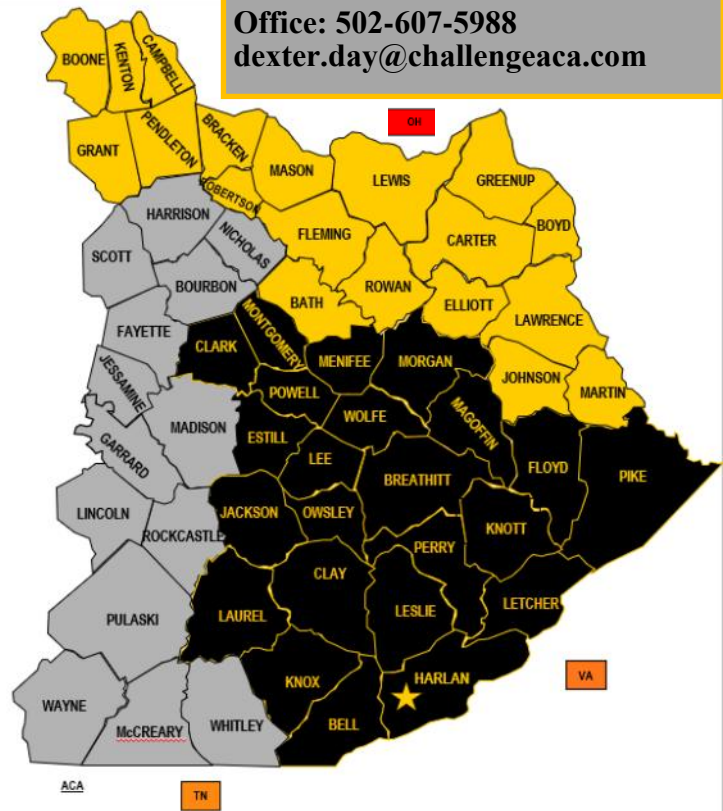 Office: 502-607-5988
dexter.day@challengeaca.com
BOONE
KENTON
CAMPBELL
GRANT
PENDLETON
BRACKEN
OH
MASON
LEWIS
GREENUP
ROBERTSON
HARRISON
FLEMING
CARTER
BOYD
SCOTT
NICHOLAS
BOURBON
BATH
ROWAN
ELLIOTT
LAWRENCE
FAYETTE
CLARK
MONTGOMERY
MENIFEE
MORGAN
JOHNSON
MARTIN
JESSAMINE
POWELL
WOLFE
MAGOFFIN
MADISON
ESTILL
GARRARD
LEE
BREATHITT
FLOYD
PIKE
LINCOLN
ROCKCASTLE
JACKSON
OWSLEY
KNOTT
PERRY
CLAY
LESLIE
LETCHER
PULASKI
LAUREL
KNOX
HARLAN
VA
WAYNE
McCREARY
WHITLEY
BELL
ACA
TN